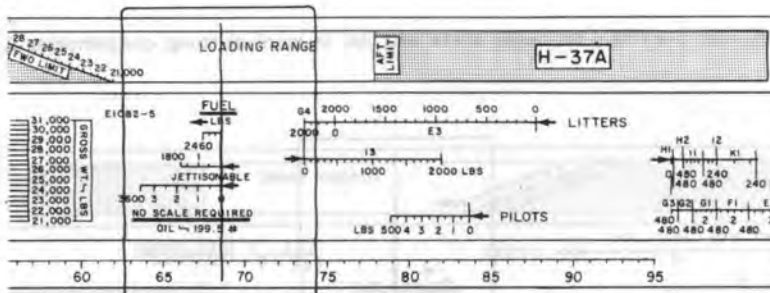 28 27 26 25 24 23 22 21,000
FWD LIMIT
LOADING RANGE
AFT LIMIT
H-37A
E1082-5
FUEL
LBS
2460
1800 1
JETTISONABLE
3600 3 2 1 0
NO SCALE REQUIRED
OIL ~ 199.5 #
31,000
30,000
29,000
28,000
27,000
26,000
25,000
24,000
23,000
22,000
21,000
GROSS WT ~ LBS
G4 2000 1500 1000 500 0
2000 0 E3
LITTERS
I3
0 1000 2000 LBS
LBS 500 4 3 2 1 0
PILOTS
H1 H2 I1 I2 K1
0 480 240
480 480 240
G3 G2 G1 F1 E
480 2 2
480 480 480
60 65 70 75 80 85 90 95